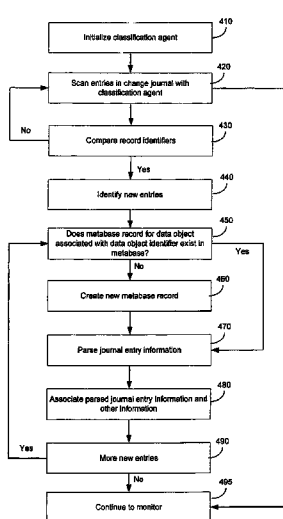 410
Initialize classification agent
420
Scan entries in change journal with
classification agent
No
430
Compare record identifiers
Yes
440
Identify new entries
450
Does metabase record for data object
associated with data object identifier exist in
metabase?
Yes
No
460
Create new metabase record
470
Parse journal entry information
480
Associate parsed journal entry information and
other information
Yes
490
More new entries
No
495
Continue to monitor